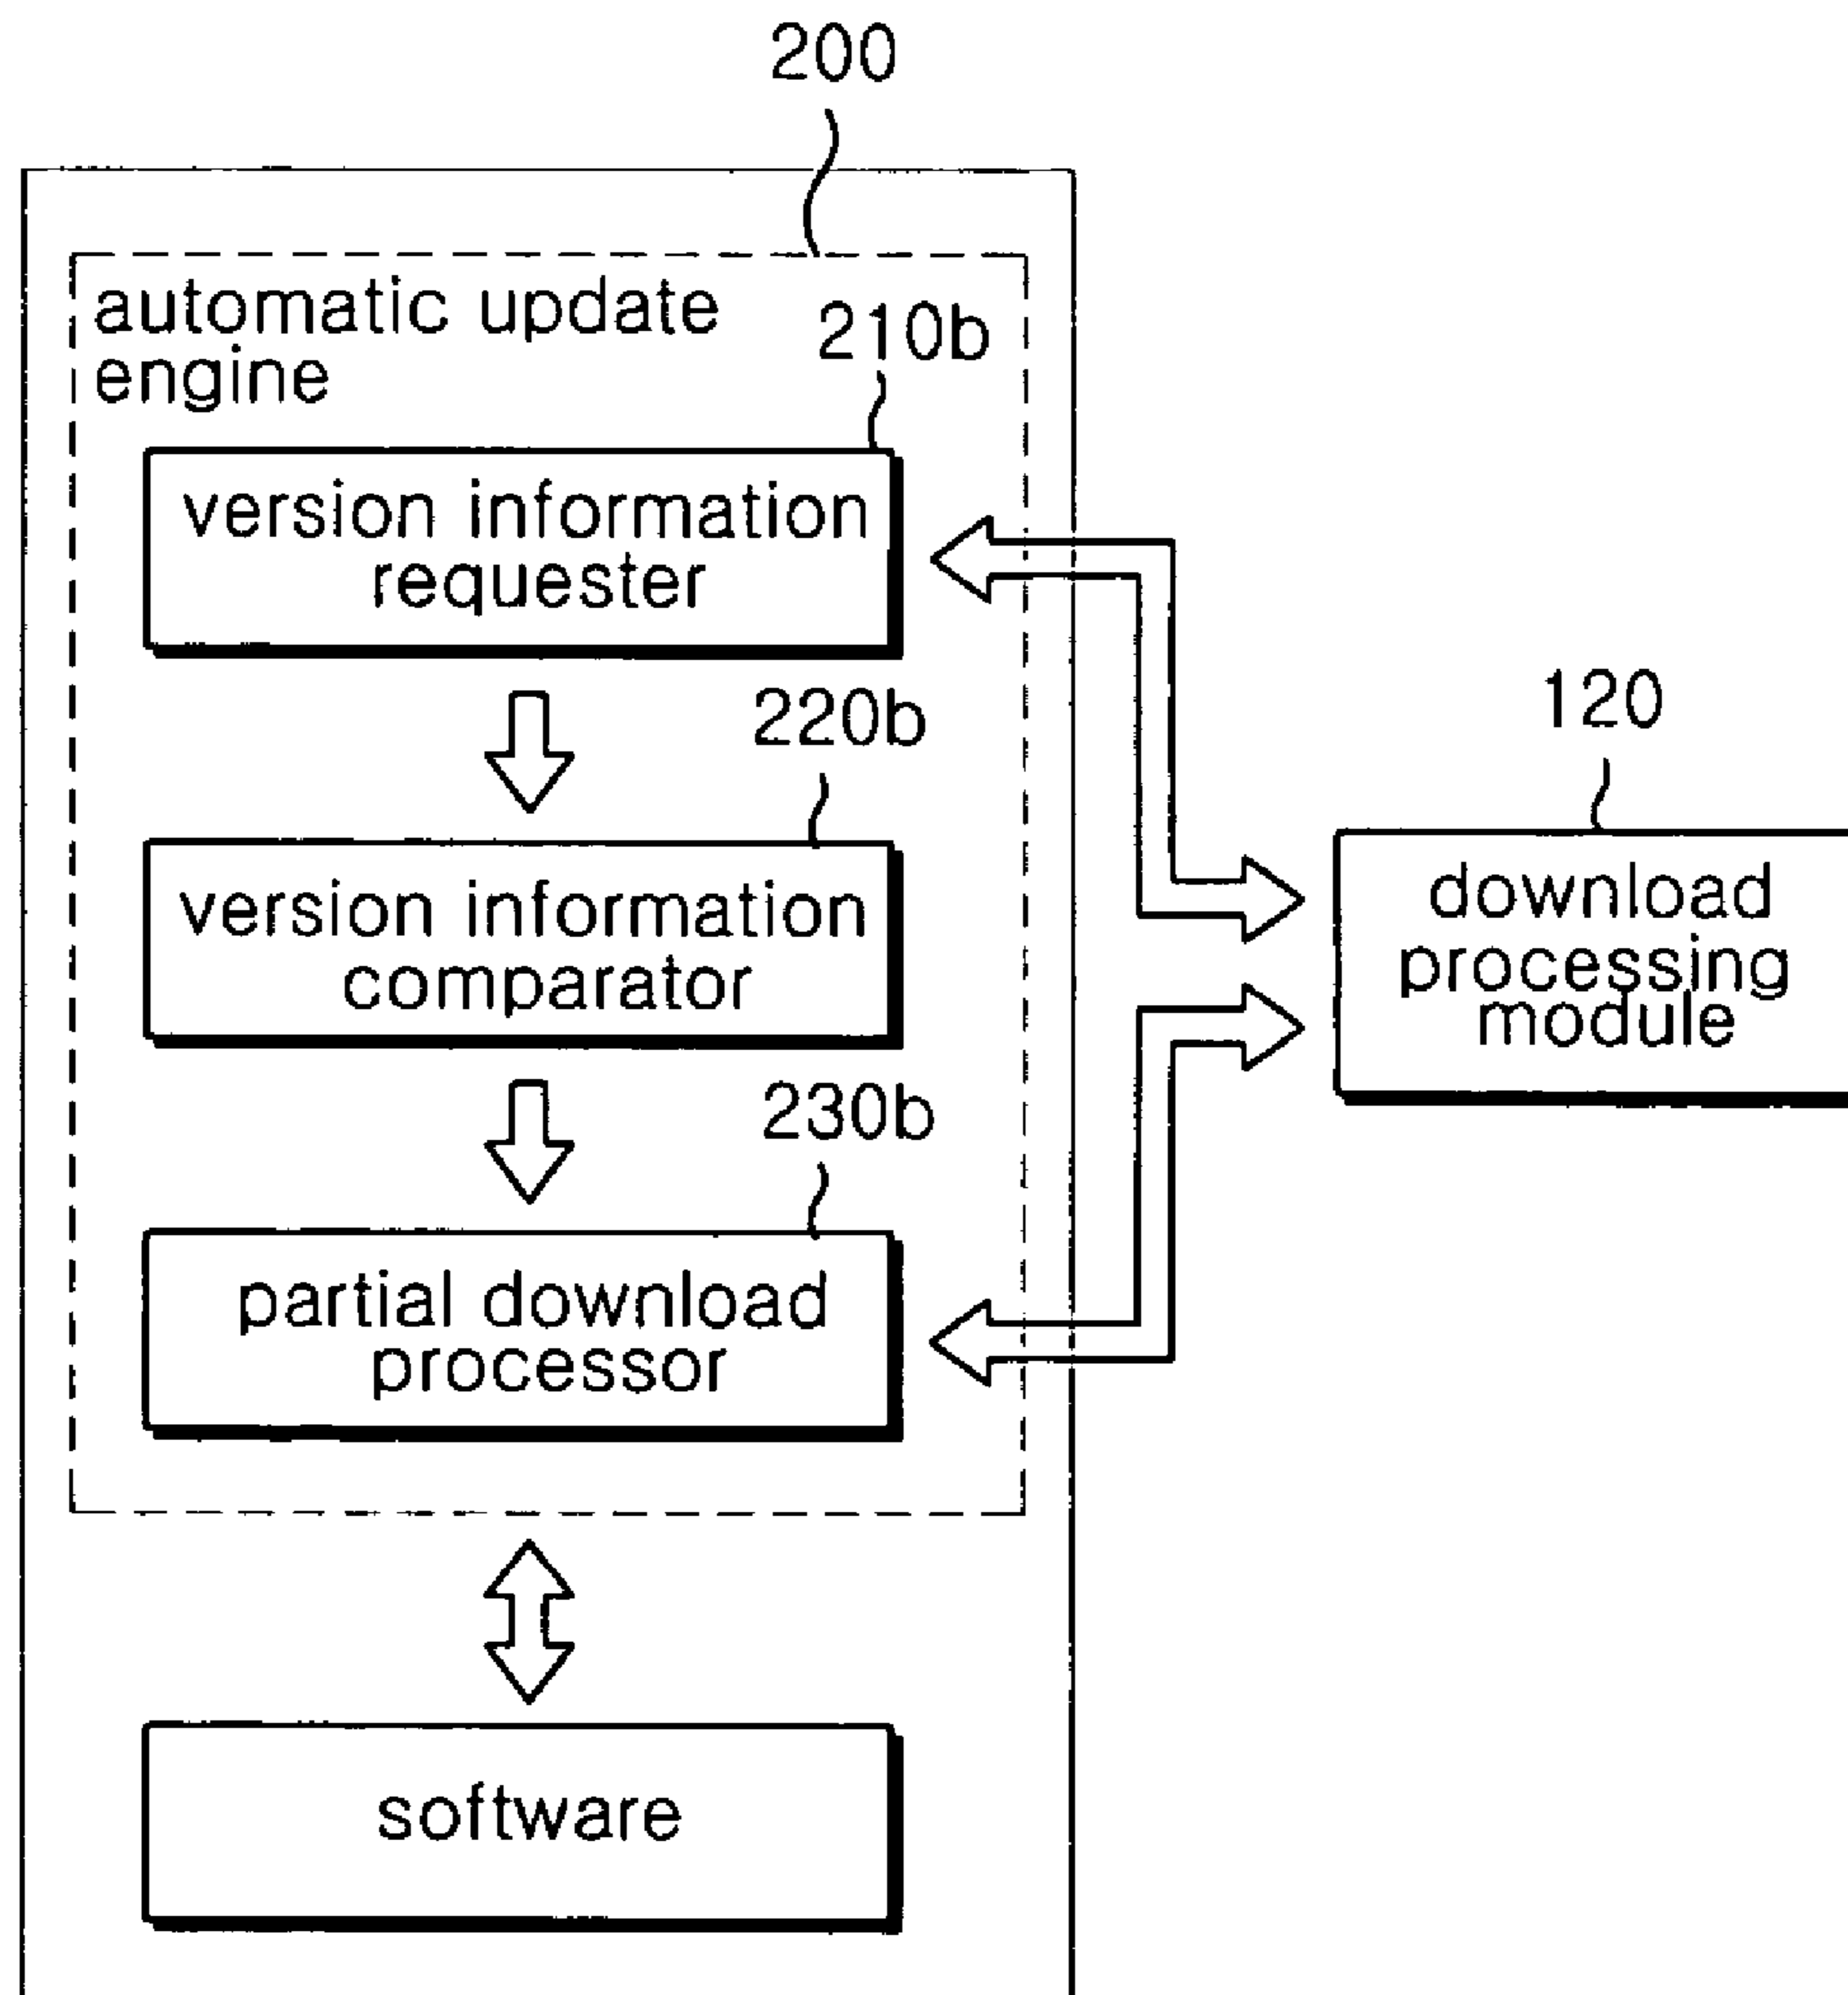 200
automatic update
engine
210b
version information
requester
220b
version information
comparator
230b
partial download
processor
software
120
download
processing
module